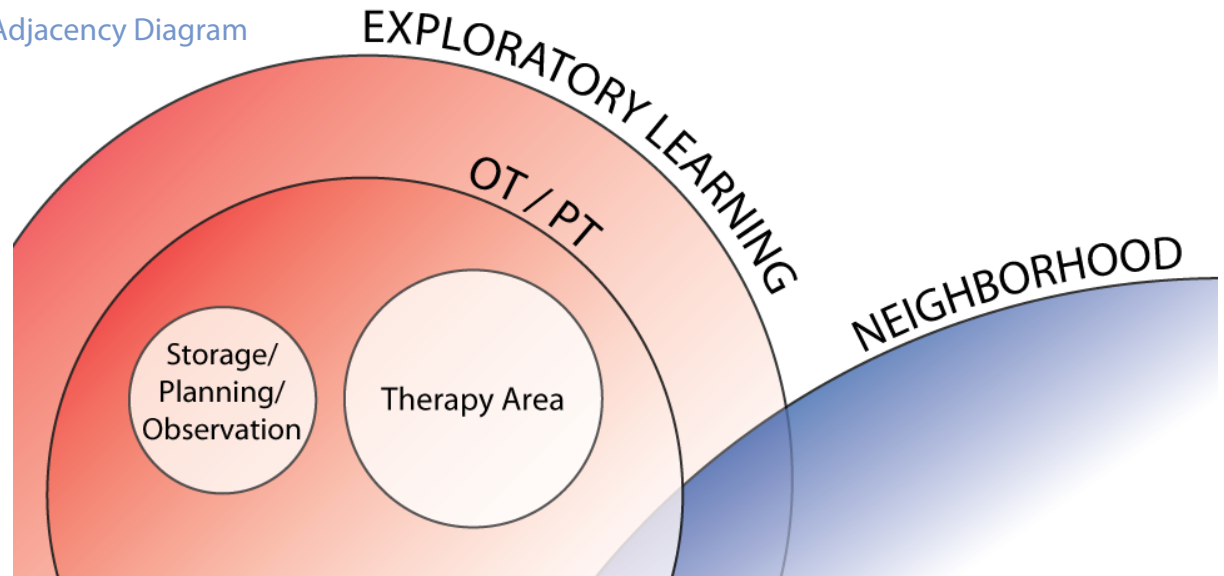 Adjacency Diagram
EXPLORATORY LEARNING
OT / PT
NEIGHBORHOOD
Storage/
Planning/
Observation
Therapy Area